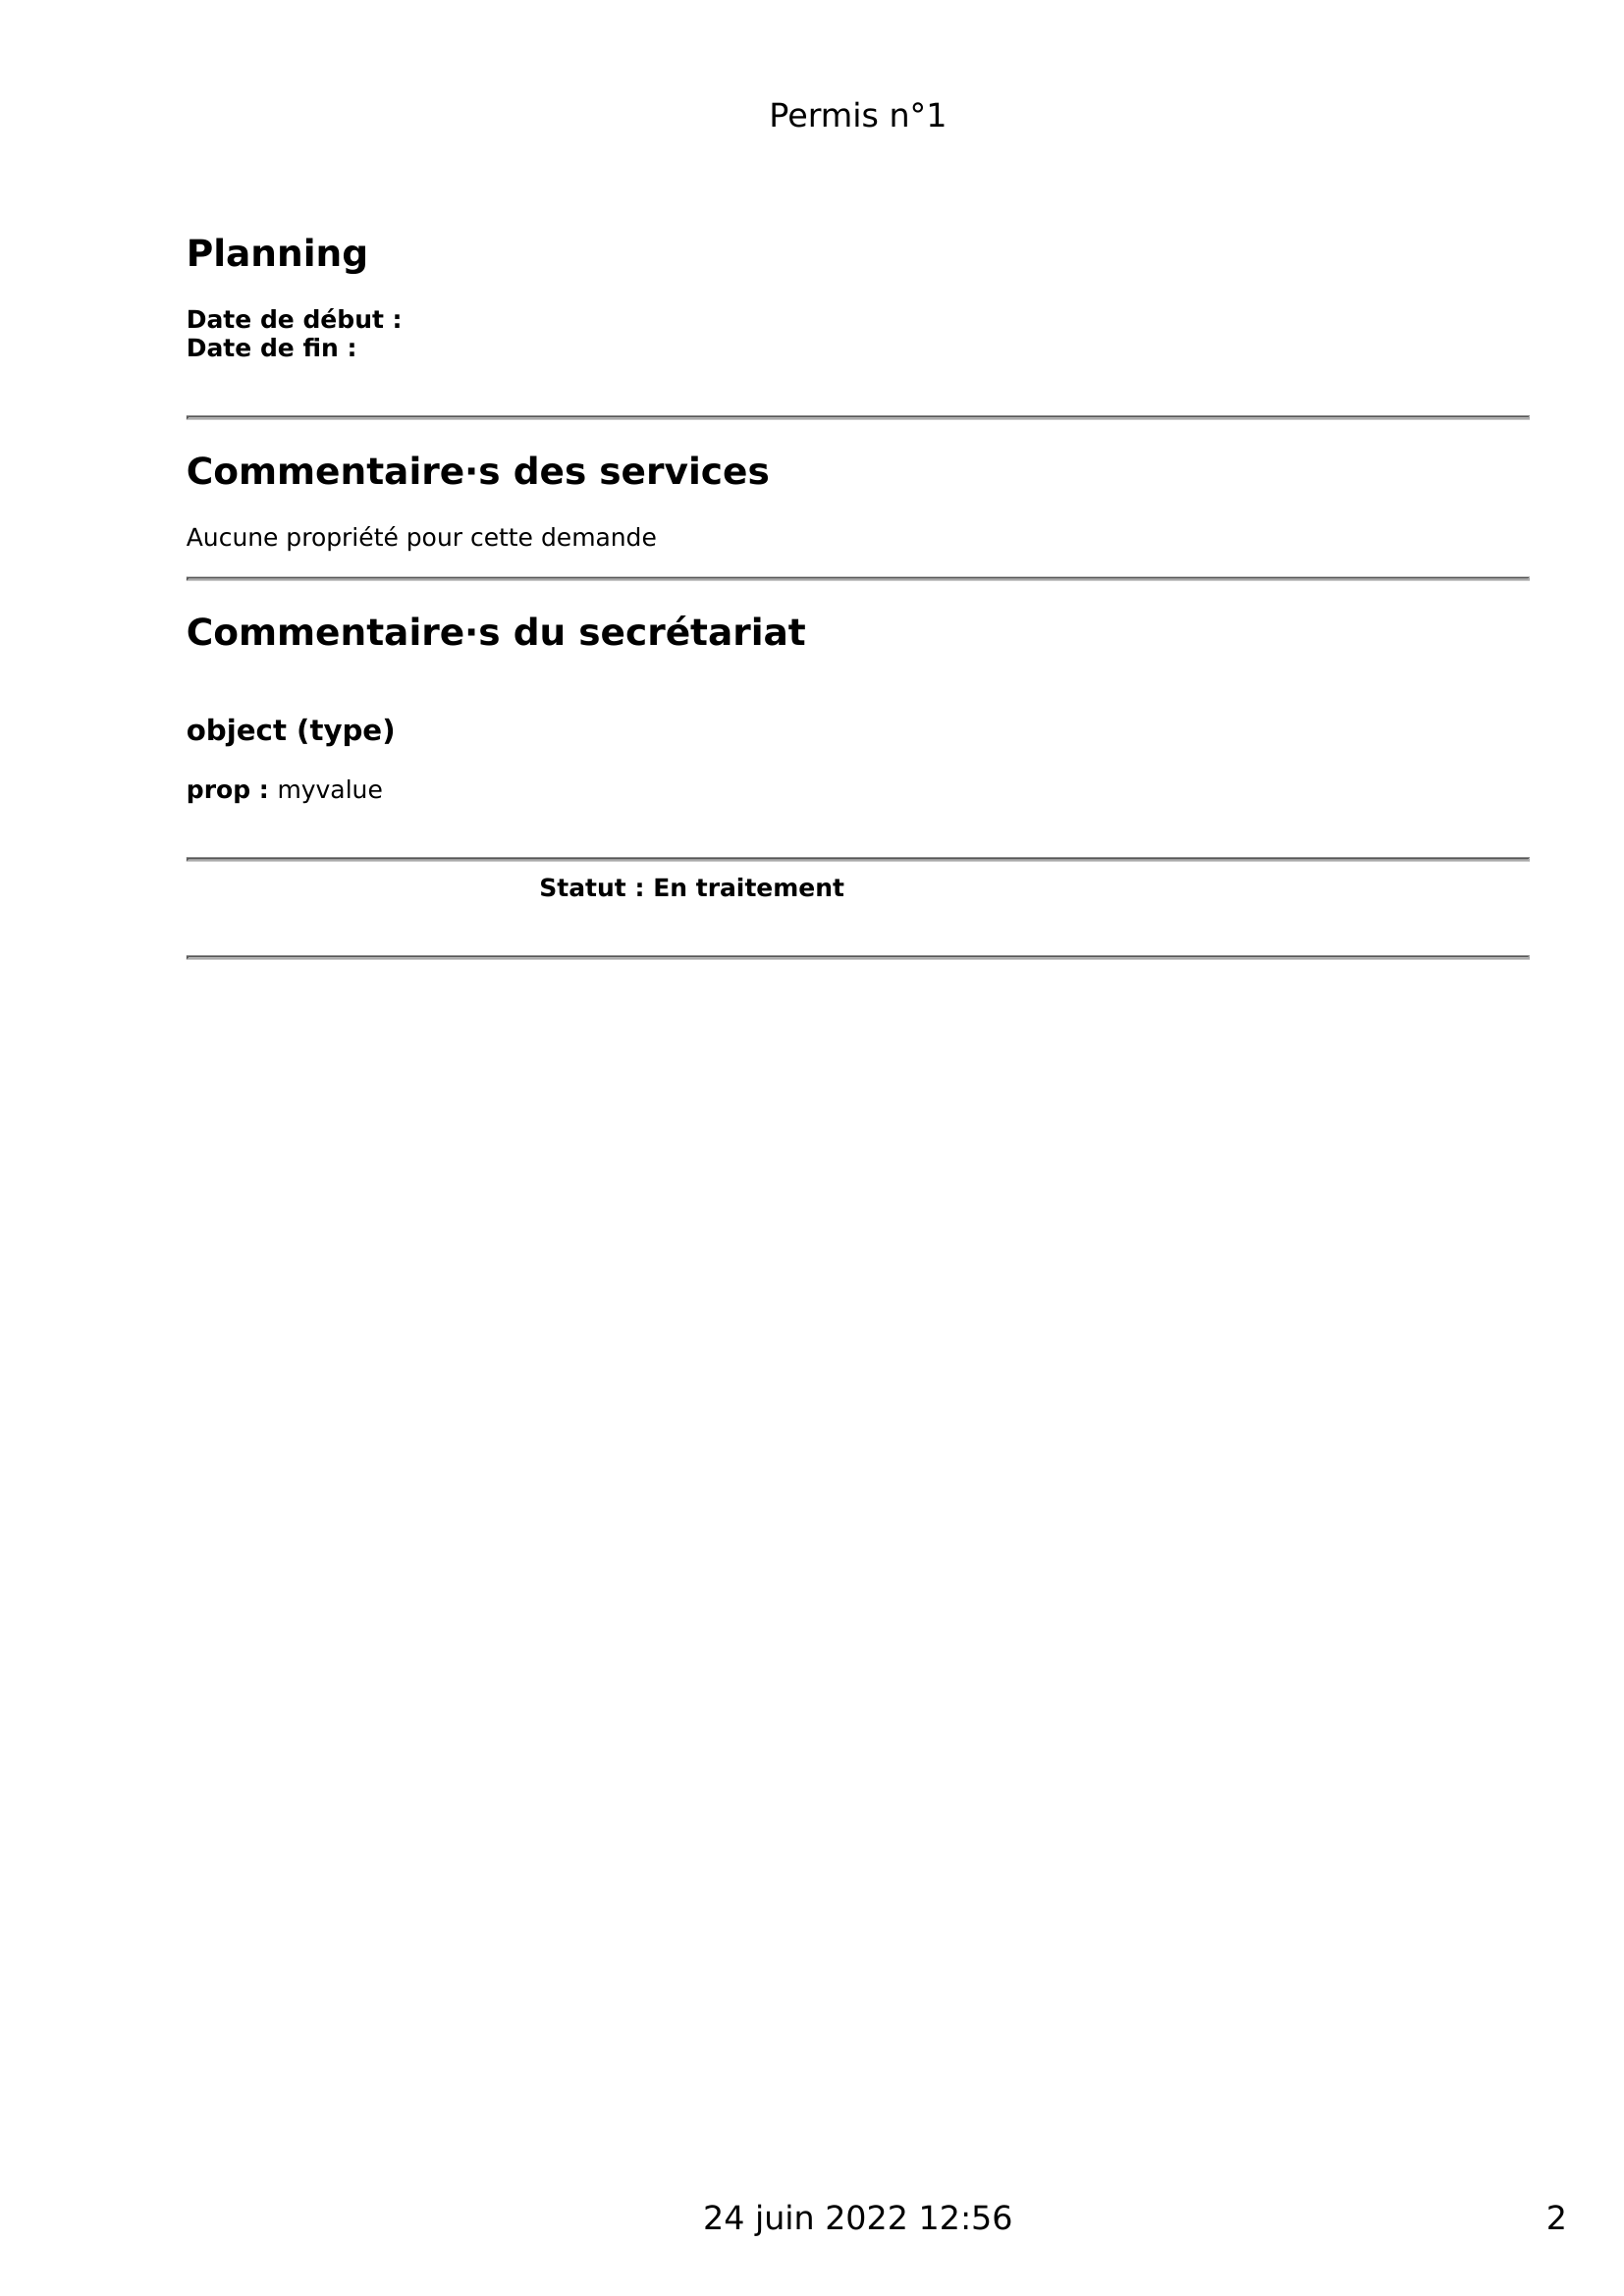 Permis n°1
Planning
Date de début :
Date de fin :
Commentaire·s des services
Aucune propriété pour cette demande
Commentaire·s du secrétariat
object (type)
prop : myvalue
Statut : En traitement
24 juin 2022 12:56
2